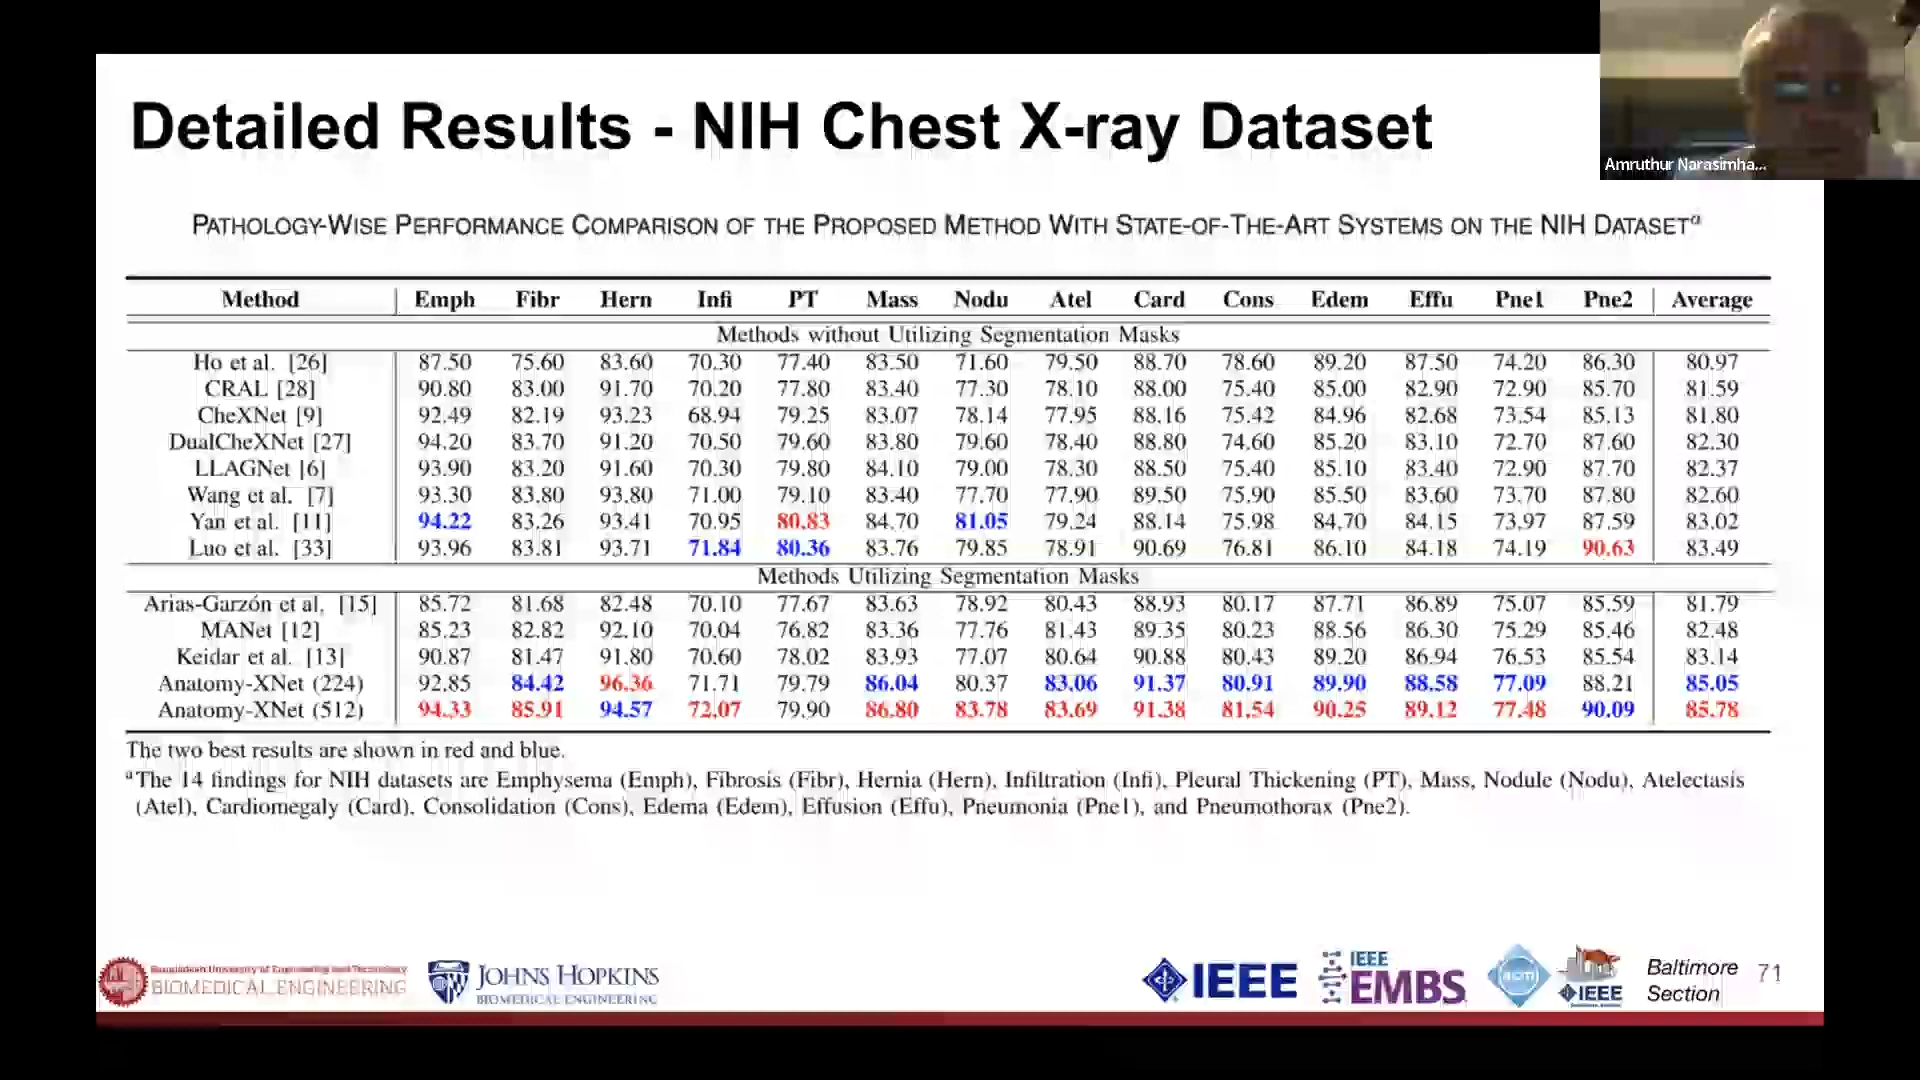 Detailed Results - NIH Chest X-ray Dataset
Amruthur Narasimha...
PATHOLOGY-WISE PERFORMANCE COMPARISON OF THE PROPOSED METHOD WITH STATE-OF-THE-ART SYSTEMS ON THE NIH DATASETa
Method Emph Fibr Hern Infi PT Mass Nodu Atel Card Cons Edem Effu Pne1 Pne2 Average
Methods without Utilizing Segmentation Masks
Ho et al. [26] 87.50 75.60 83.60 70.30 77.40 83.50 71.60 79.50 88.70 78.60 89.20 87.50 74.20 86.30 80.97
CRAL [28] 90.80 83.00 91.70 70.20 77.80 83.40 77.30 78.10 88.00 75.40 85.00 82.90 72.90 85.70 81.59
CheXNet [9] 92.49 82.19 93.23 68.94 79.25 83.07 78.14 77.95 88.16 75.42 84.96 82.68 73.54 85.13 81.80
DualCheXNet [27] 94.20 83.70 91.20 70.50 79.60 83.80 79.60 78.40 88.80 74.60 85.20 83.10 72.70 87.60 82.30
LLAGNet [6] 93.90 83.20 91.60 70.30 79.80 84.10 79.00 78.30 88.50 75.40 85.10 83.40 72.90 87.70 82.37
Wang et al. [7] 93.30 83.80 93.80 71.00 79.10 83.40 77.70 77.90 89.50 75.90 85.50 83.60 73.70 87.80 82.60
Yan et al. [11] 94.22 83.26 93.41 70.95 80.83 84.70 81.05 79.24 88.14 75.98 84.70 84.15 73.97 87.59 83.02
Luo et al. [33] 93.96 83.81 93.71 71.84 80.36 83.76 79.85 78.91 90.69 76.81 86.10 84.18 74.19 90.63 83.49
Methods Utilizing Segmentation Masks
Arias-Garzón et al. [15] 85.72 81.68 82.48 70.10 77.67 83.63 78.92 80.43 88.93 80.17 87.71 86.89 75.07 85.59 81.79
MANet [12] 85.23 82.82 92.10 70.04 76.82 83.36 77.76 81.43 89.35 80.23 88.56 86.30 75.29 85.46 82.48
Keidar et al. [13] 90.87 81.47 91.80 70.60 78.02 83.93 77.07 80.64 90.88 80.43 89.20 86.94 76.53 85.54 83.14
Anatomy-XNet (224) 92.85 84.42 96.36 71.71 79.79 86.04 80.37 83.06 91.37 80.91 89.90 88.58 77.09 88.21 85.05
Anatomy-XNet (512) 94.33 85.91 94.57 72.07 79.90 86.80 83.78 83.69 91.38 81.54 90.25 89.12 77.48 90.09 85.78
The two best results are shown in red and blue.
aThe 14 findings for NIH datasets are Emphysema (Emph), Fibrosis (Fibr), Hernia (Hern), Infiltration (Infi), Pleural Thickening (PT), Mass, Nodule (Nodu), Atelectasis
(Atel), Cardiomegaly (Card), Consolidation (Cons), Edema (Edem), Effusion (Effu), Pneumonia (Pne1), and Pneumothorax (Pne2).
Bangladesh University of Engineering and Technology
BIOMEDICAL ENGINEERING
JOHNS HOPKINS
BIOMEDICAL ENGINEERING
IEEE
IEEE
EMBS
IEEE
Baltimore
Section
71